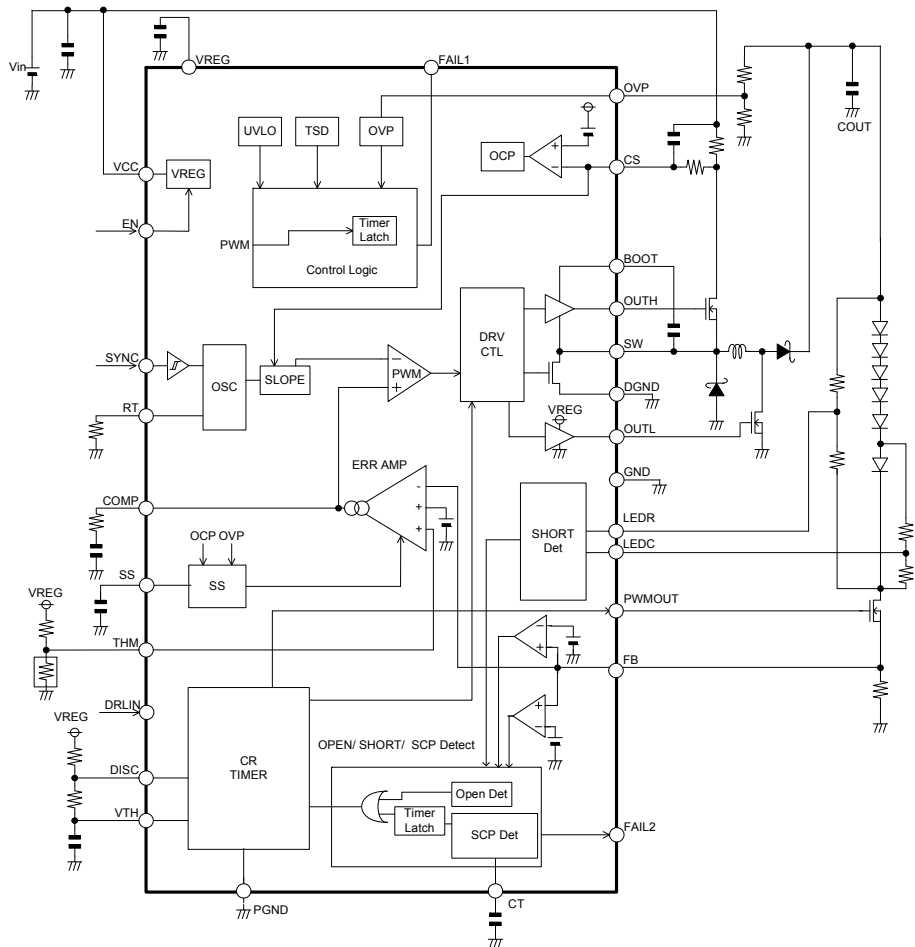 Vin
VREG
FAIL1
OVP
COUT
UVLO
TSD
OVP
OCP
+
−
CS
VCC
VREG
EN
PWM
Timer
Latch
Control Logic
BOOT
OUTH
DRV
CTL
SW
SYNC
OSC
SLOPE
−
PWM
+
DGND
RT
VREG
OUTL
GND
ERR AMP
-
+
+
COMP
SHORT
Det
LEDR
LEDC
OCP OVP
SS
SS
VREG
PWMOUT
THM
−
+
FB
DRLIN
VREG
+
−
OPEN/ SHORT/ SCP Detect
CR
TIMER
DISC
Open Det
Timer
Latch
SCP Det
VTH
FAIL2
PGND
CT